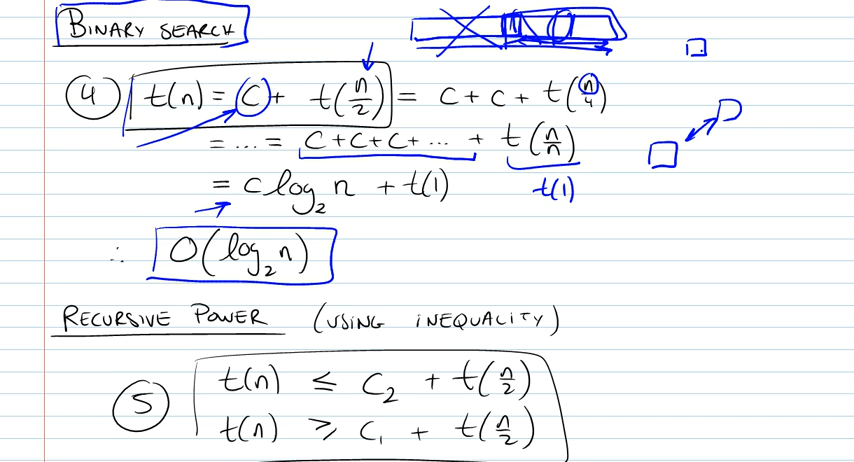 BINARY SEARCH
④ t(n) = C + t(n/2) = C + C + t(n/4)
= ... = C+C+C+ ... + t(n/n)
= c log₂ n + t(1) t(1)
∴ O(log₂ n)
RECURSIVE POWER (USING INEQUALITY)
⑤ t(n) ≤ C₂ + t(n/2)
t(n) ≥ C₁ + t(n/2)